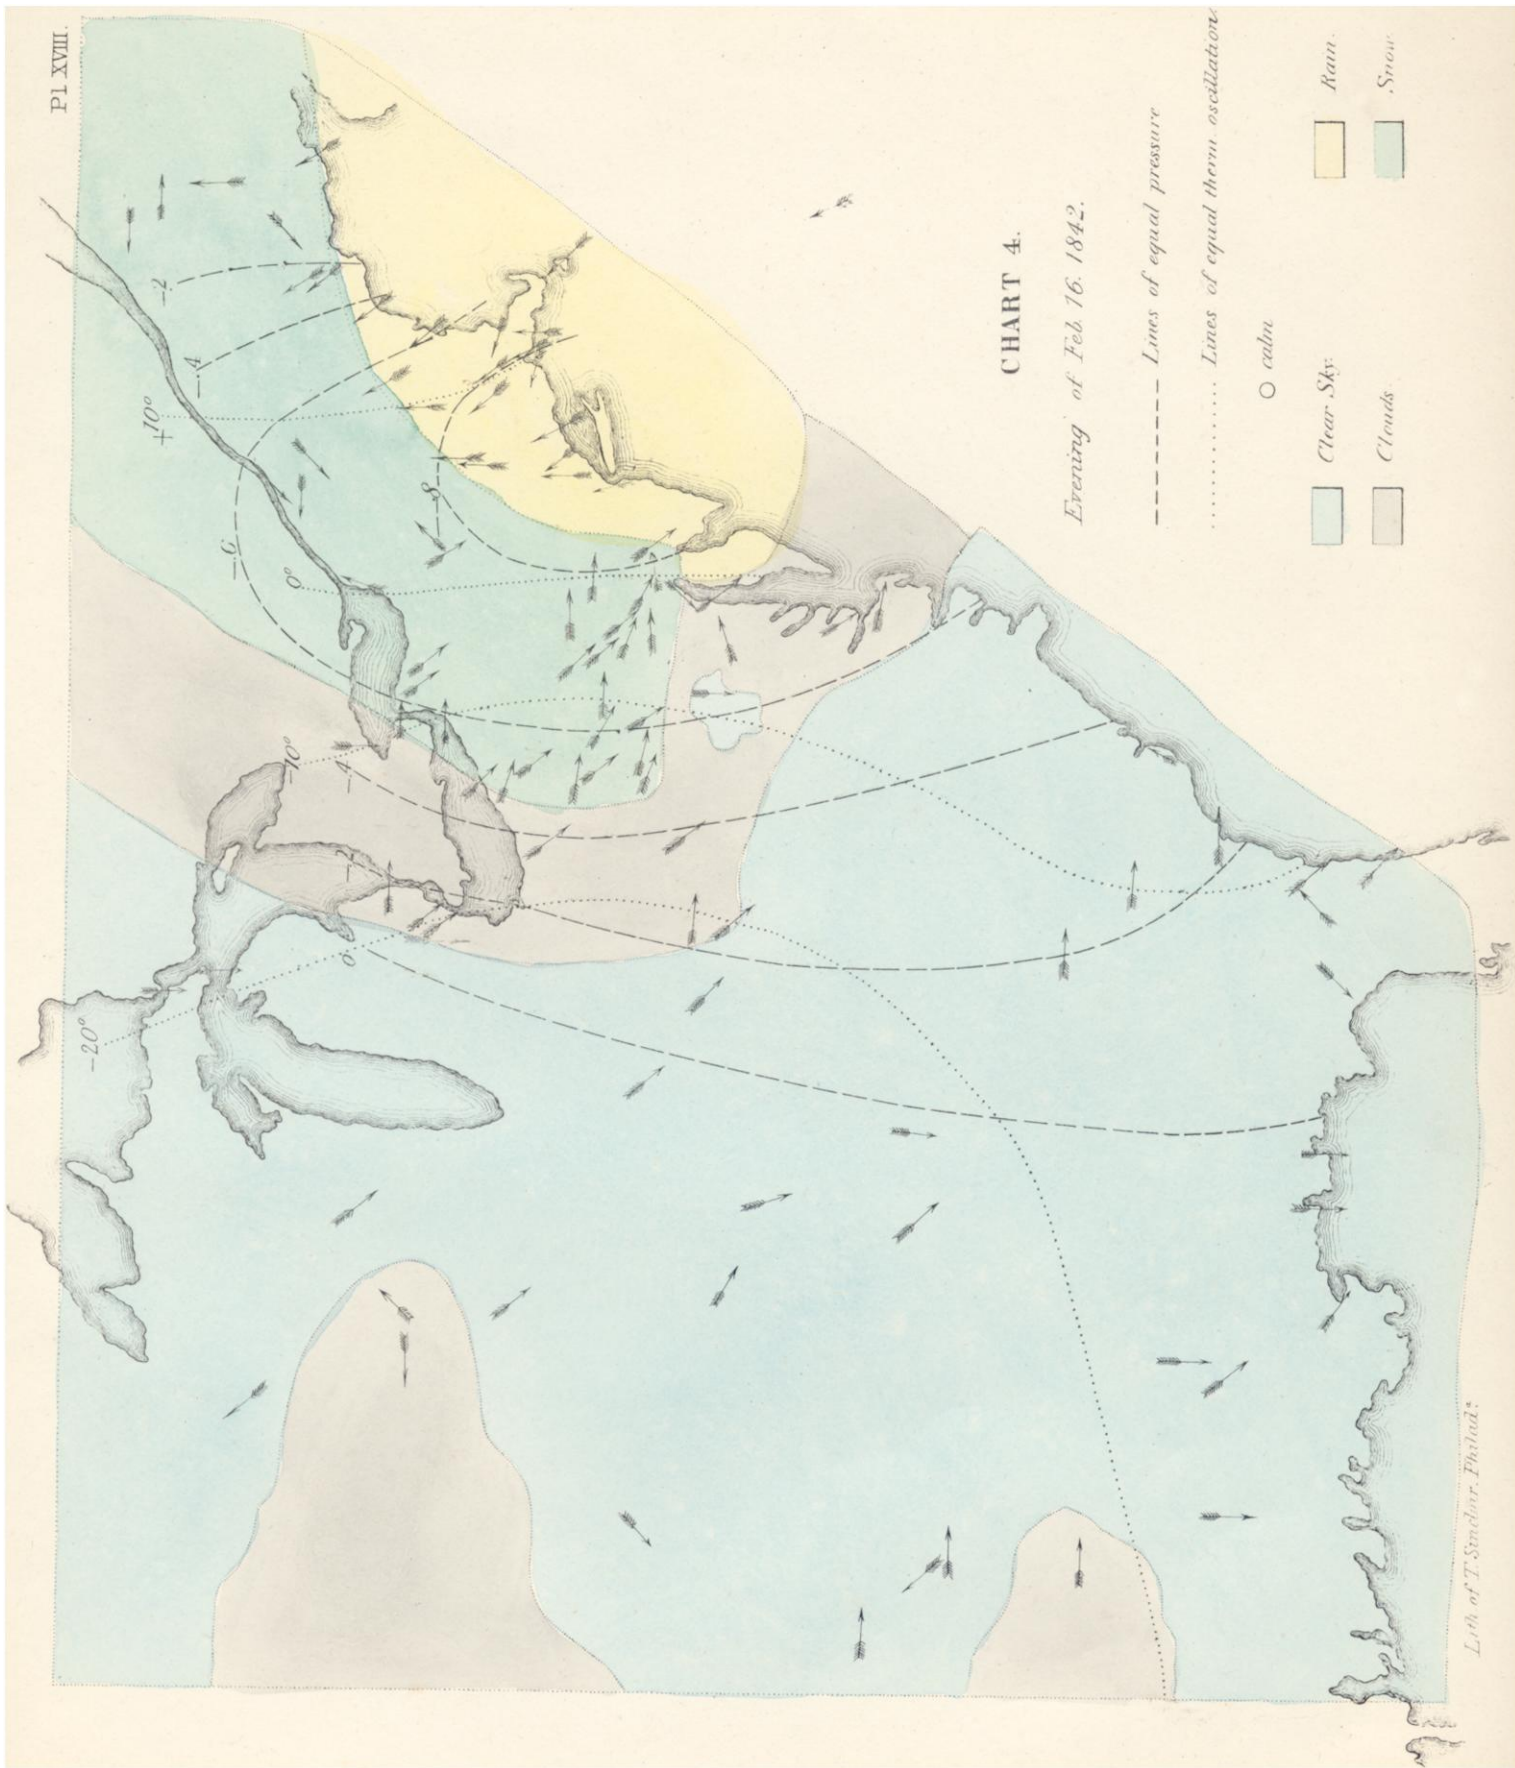 Pl XVIII.
CHART 4.
Evening of Feb. 16. 1842.
Lines of equal pressure
Lines of equal therm. oscillation.
calm
Clear Sky.
Rain.
Clouds
Snow
-2
-.4
+10°
-.6
-.8
0°
-10°
-.4
-.2
0
-20°
Lith of T. Sinclair. Philad.ª